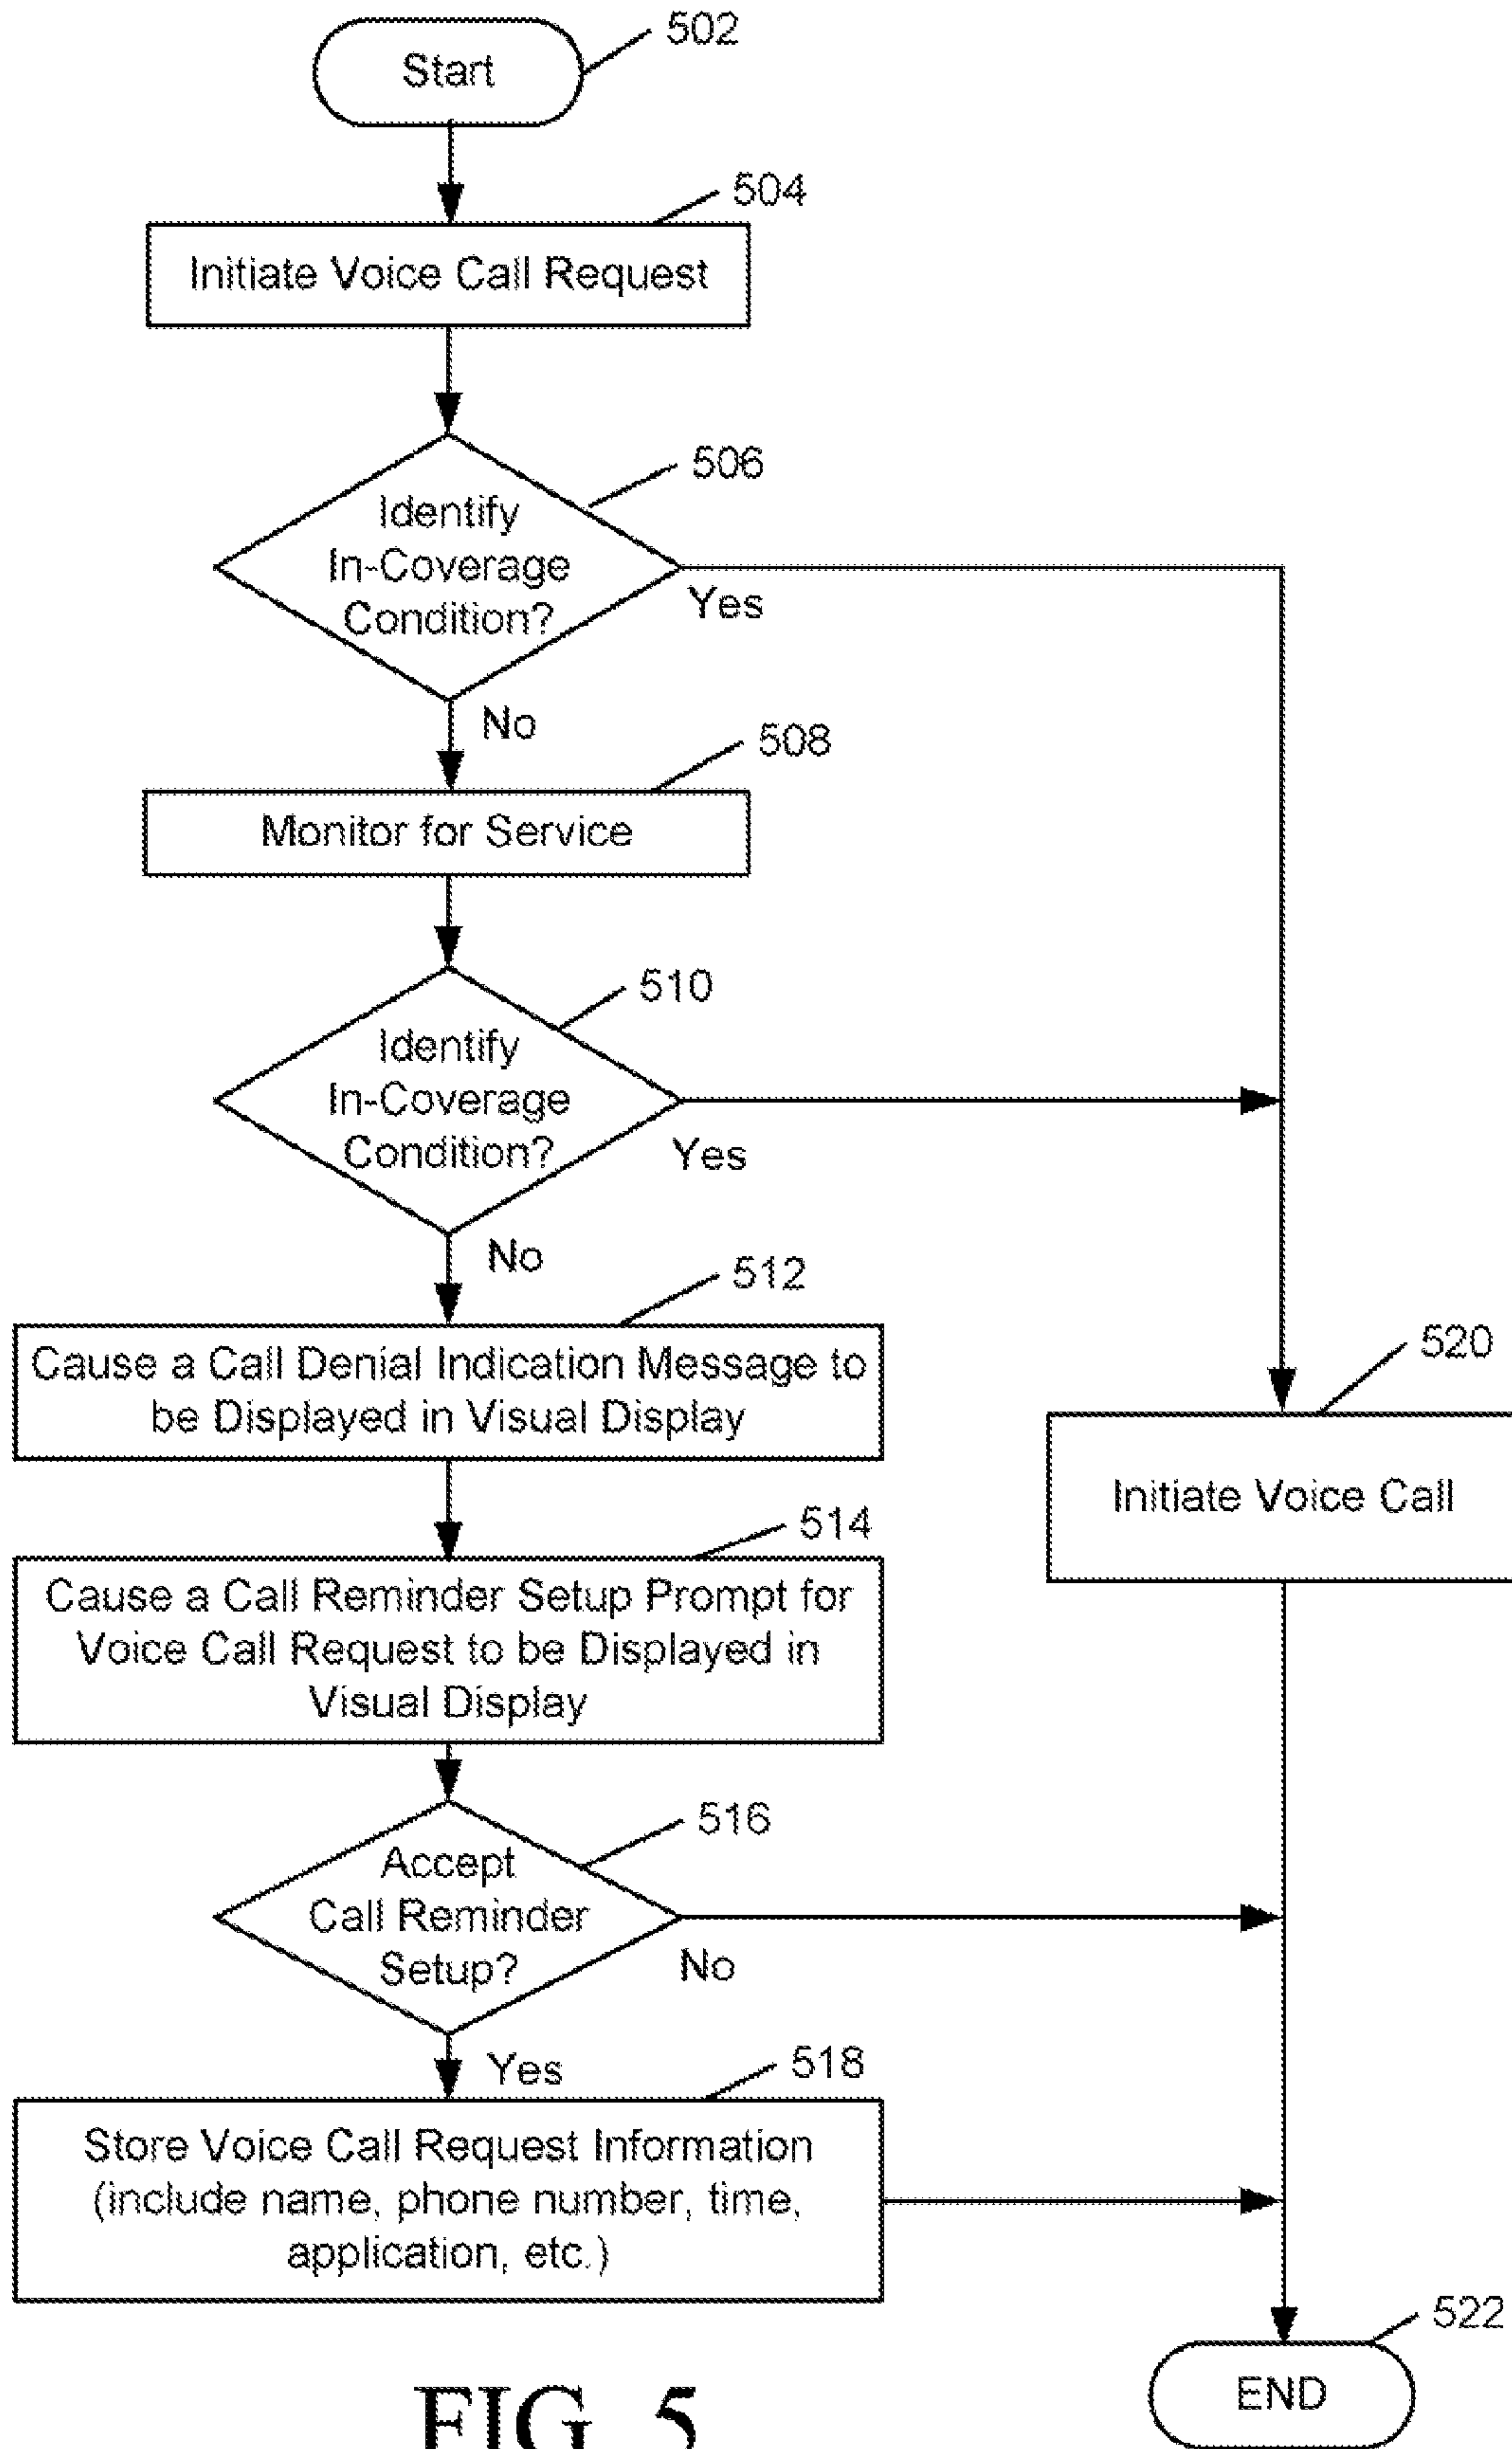 502
Start
504
Initiate Voice Call Request
506
Identify
In-Coverage
Condition?
Yes
No
508
Monitor for Service
510
Identify
In-Coverage
Condition?
Yes
No
512
Cause a Call Denial Indication Message to
be Displayed in Visual Display
520
Initiate Voice Call
514
Cause a Call Reminder Setup Prompt for
Voice Call Request to be Displayed in
Visual Display
516
Accept
Call Reminder
Setup?
No
Yes
518
Store Voice Call Request Information
(include name, phone number, time,
application, etc.)
522
END
FIG. 5